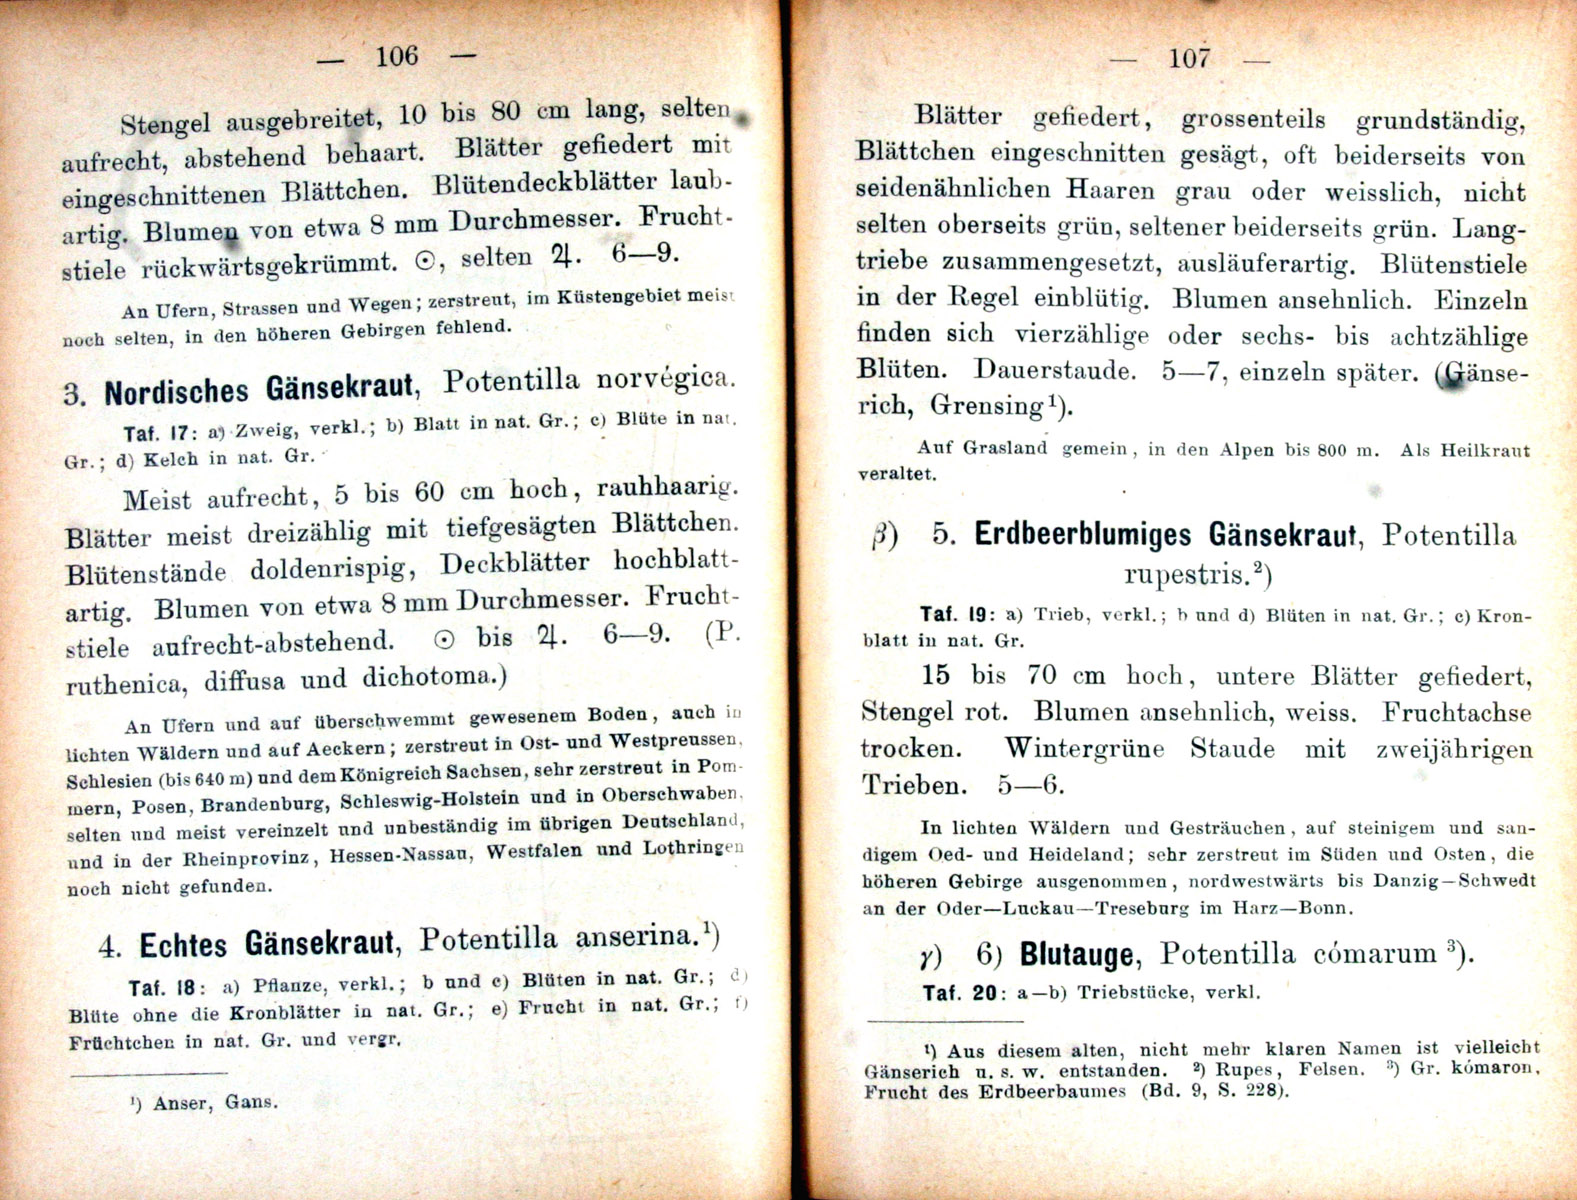 — 106 —
Stengel ausgebreitet, 10 bis 80 cm lang, selten
aufrecht, abstehend behaart. Blätter gefiedert mit
eingeschnittenen Blättchen. Blütendeckblätter laub-
artig. Blumen von etwa 8 mm Durchmesser. Frucht-
stiele rückwärtsgekrümmt. ⊙, selten ♃. 6—9.
An Ufern, Strassen und Wegen; zerstreut, im Küstengebiet meist
noch selten, in den höheren Gebirgen fehlend.
3. Nordisches Gänsekraut, Potentilla norvégica.
Taf. 17: a) Zweig, verkl.; b) Blatt in nat. Gr.; c) Blüte in nat.
Gr.; d) Kelch in nat. Gr.
Meist aufrecht, 5 bis 60 cm hoch, rauhhaarig.
Blätter meist dreizählig mit tiefgesägten Blättchen.
Blütenstände doldenrispig, Deckblätter hochblatt-
artig. Blumen von etwa 8 mm Durchmesser. Frucht-
stiele aufrecht-abstehend. ⊙ bis ♃. 6—9. (P.
ruthenica, diffusa und dichotoma.)
An Ufern und auf überschwemmt gewesenem Boden, auch in
lichten Wäldern und auf Aeckern; zerstreut in Ost- und Westpreussen,
Schlesien (bis 640 m) und dem Königreich Sachsen, sehr zerstreut in Pom-
mern, Posen, Brandenburg, Schleswig-Holstein und in Oberschwaben,
selten und meist vereinzelt und unbeständig im übrigen Deutschland,
und in der Rheinprovinz, Hessen-Nassau, Westfalen und Lothringen
noch nicht gefunden.
4. Echtes Gänsekraut, Potentilla anserina.¹)
Taf. 18: a) Pflanze, verkl.; b und c) Blüten in nat. Gr.; d)
Blüte ohne die Kronblätter in nat. Gr.; e) Frucht in nat. Gr.; f)
Früchtchen in nat. Gr. und vergr.
¹) Anser, Gans.
— 107 —
Blätter gefiedert, grossenteils grundständig,
Blättchen eingeschnitten gesägt, oft beiderseits von
seidenähnlichen Haaren grau oder weisslich, nicht
selten oberseits grün, seltener beiderseits grün. Lang-
triebe zusammengesetzt, ausläuferartig. Blütenstiele
in der Regel einblütig. Blumen ansehnlich. Einzeln
finden sich vierzählige oder sechs- bis achtzählige
Blüten. Dauerstaude. 5—7, einzeln später. (Gänse-
rich, Grensing¹).
Auf Grasland gemein, in den Alpen bis 800 m. Als Heilkraut
veraltet.
β) 5. Erdbeerblumiges Gänsekraut, Potentilla
rupestris.²)
Taf. 19: a) Trieb, verkl.; b und d) Blüten in nat. Gr.; c) Kron-
blatt in nat. Gr.
15 bis 70 cm hoch, untere Blätter gefiedert,
Stengel rot. Blumen ansehnlich, weiss. Fruchtachse
trocken. Wintergrüne Staude mit zweijährigen
Trieben. 5—6.
In lichten Wäldern und Gesträuchen, auf steinigem und san-
digem Oed- und Heideland; sehr zerstreut im Süden und Osten, die
höheren Gebirge ausgenommen, nordwestwärts bis Danzig—Schwedt
an der Oder—Luckau—Treseburg im Harz—Bonn.
γ) 6) Blutauge, Potentilla cómarum ³).
Taf. 20: a—b) Triebstücke, verkl.
¹) Aus diesem alten, nicht mehr klaren Namen ist vielleicht
Gänserich u. s. w. entstanden. ²) Rupes, Felsen. ³) Gr. kómaron,
Frucht des Erdbeerbaumes (Bd. 9, S. 228).